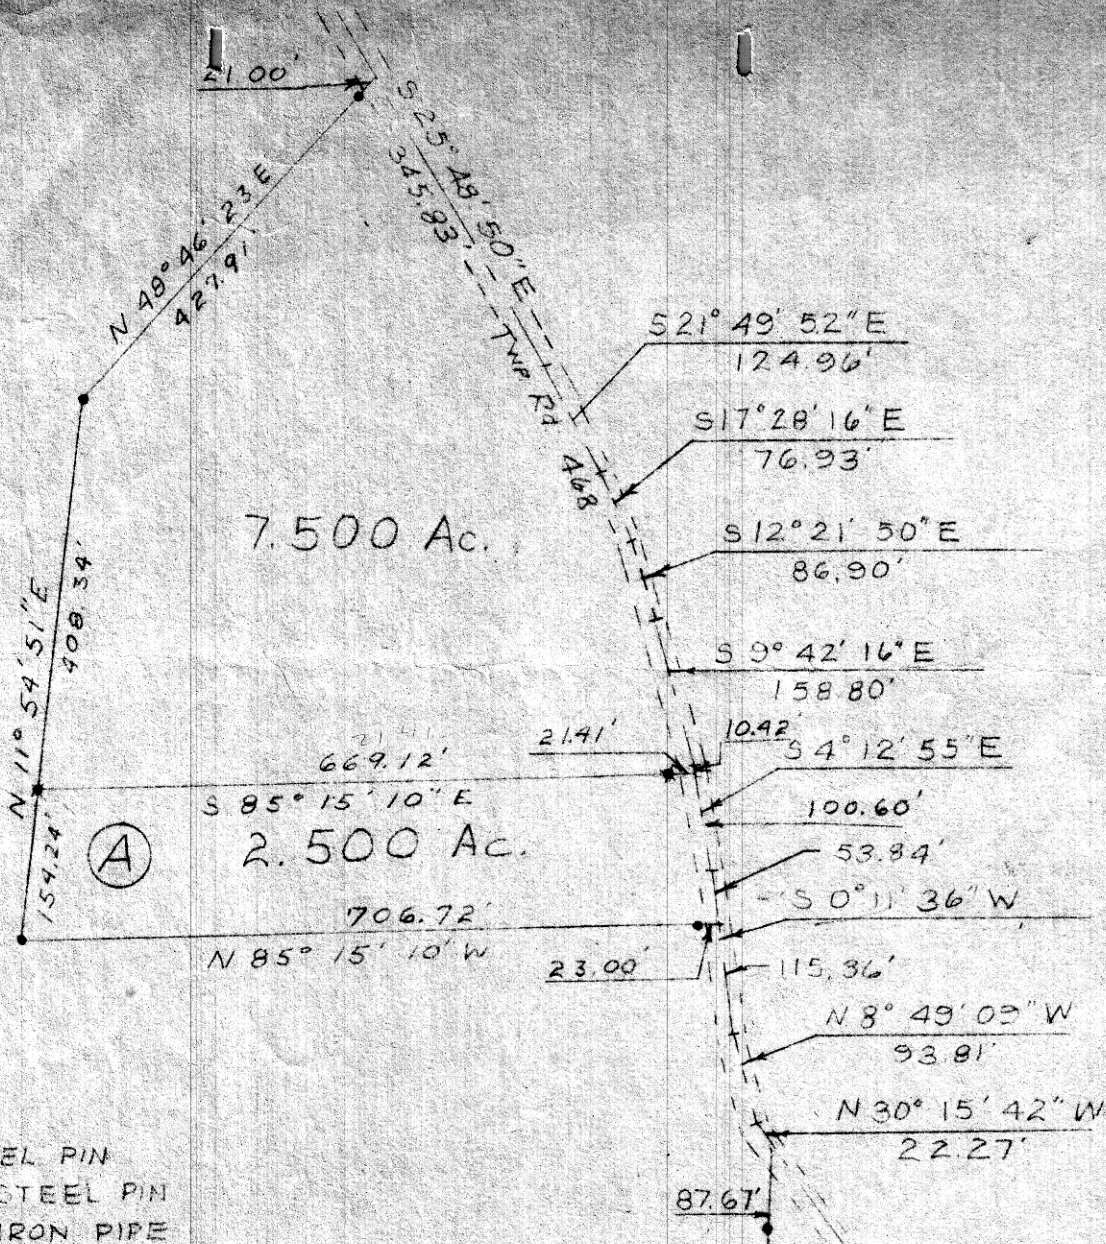 21.00'
S 25° 48' 50" E
345.83'
N 48° 46' 23 E
427.91'
Twp. Rd 468
S 21° 49' 52" E
124.96'
S 17° 28' 16" E
76.93'
S 12° 21' 50" E
86.90'
7.500 Ac.
N 11° 54' 51" E
408.34'
S 9° 42' 16" E
158.80'
21.41'
10.42'
669.12'
S 85° 15' 10" E
S 4° 12' 55" E
100.60'
A
2.500 Ac.
154.24'
53.84'
S 0° 11' 36" W
706.72'
N 85° 15' 10' W
23.00'
115.36'
N 8° 49' 09" W
93.81'
N 30° 15' 42" W
22.27'
87.67'
EL PIN
STEEL PIN
IRON PIPE